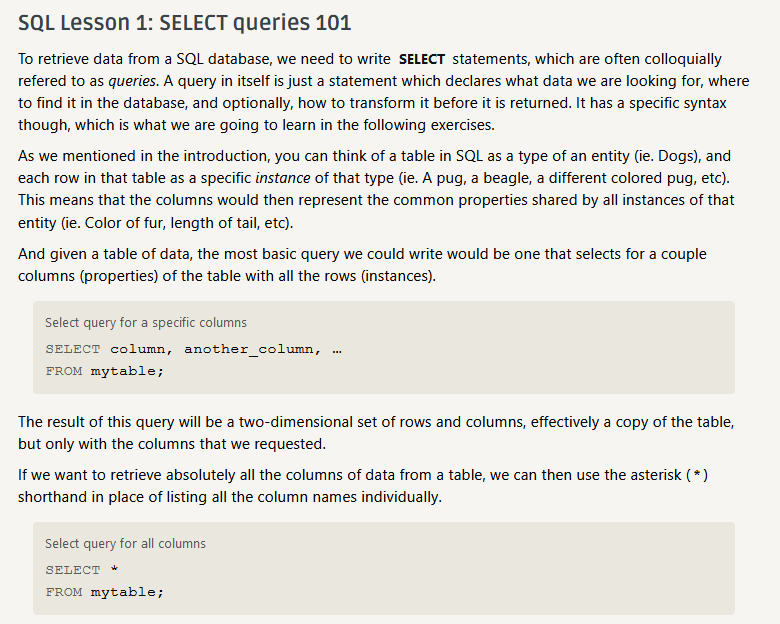 SQL Lesson 1: SELECT queries 101
To retrieve data from a SQL database, we need to write SELECT statements, which are often colloquially
refered to as queries. A query in itself is just a statement which declares what data we are looking for, where
to find it in the database, and optionally, how to transform it before it is returned. It has a specific syntax
though, which is what we are going to learn in the following exercises.
As we mentioned in the introduction, you can think of a table in SQL as a type of an entity (ie. Dogs), and
each row in that table as a specific instance of that type (ie. A pug, a beagle, a different colored pug, etc).
This means that the columns would then represent the common properties shared by all instances of that
entity (ie. Color of fur, length of tail, etc).
And given a table of data, the most basic query we could write would be one that selects for a couple
columns (properties) of the table with all the rows (instances).
Select query for a specific columns
SELECT column, another_column, …
FROM mytable;
The result of this query will be a two-dimensional set of rows and columns, effectively a copy of the table,
but only with the columns that we requested.
If we want to retrieve absolutely all the columns of data from a table, we can then use the asterisk (*)
shorthand in place of listing all the column names individually.
Select query for all columns
SELECT *
FROM mytable;